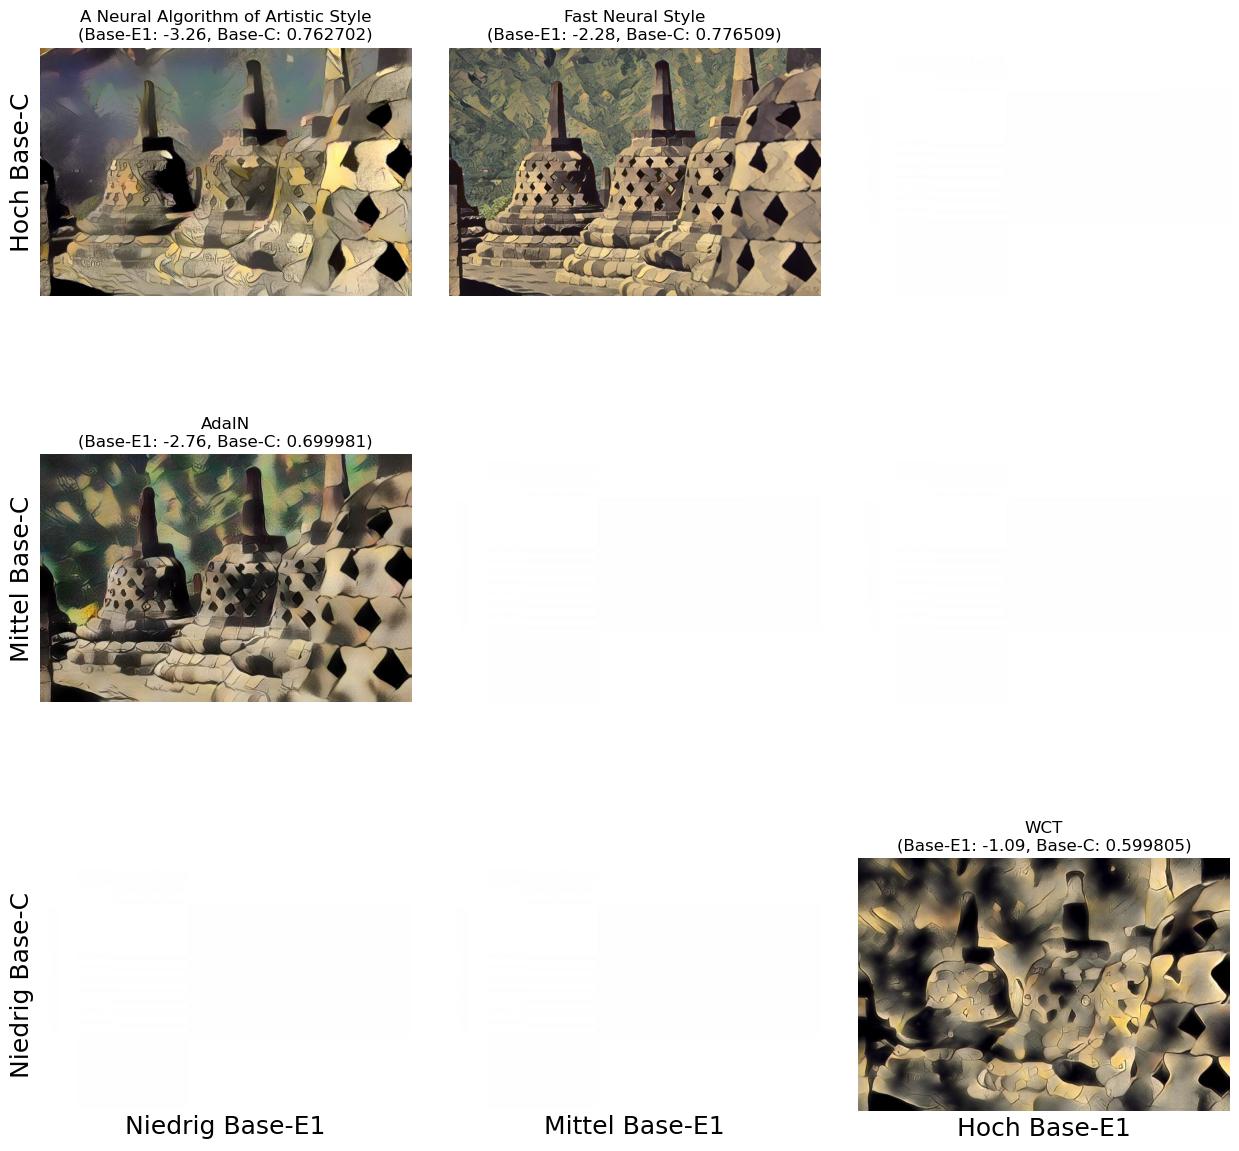 A Neural Algorithm of Artistic Style
(Base-E1: -3.26, Base-C: 0.762702)
Fast Neural Style
(Base-E1: -2.28, Base-C: 0.776509)
Hoch Base-C
AdaIN
(Base-E1: -2.76, Base-C: 0.699981)
Mittel Base-C
WCT
(Base-E1: -1.09, Base-C: 0.599805)
Niedrig Base-C
Niedrig Base-E1
Mittel Base-E1
Hoch Base-E1